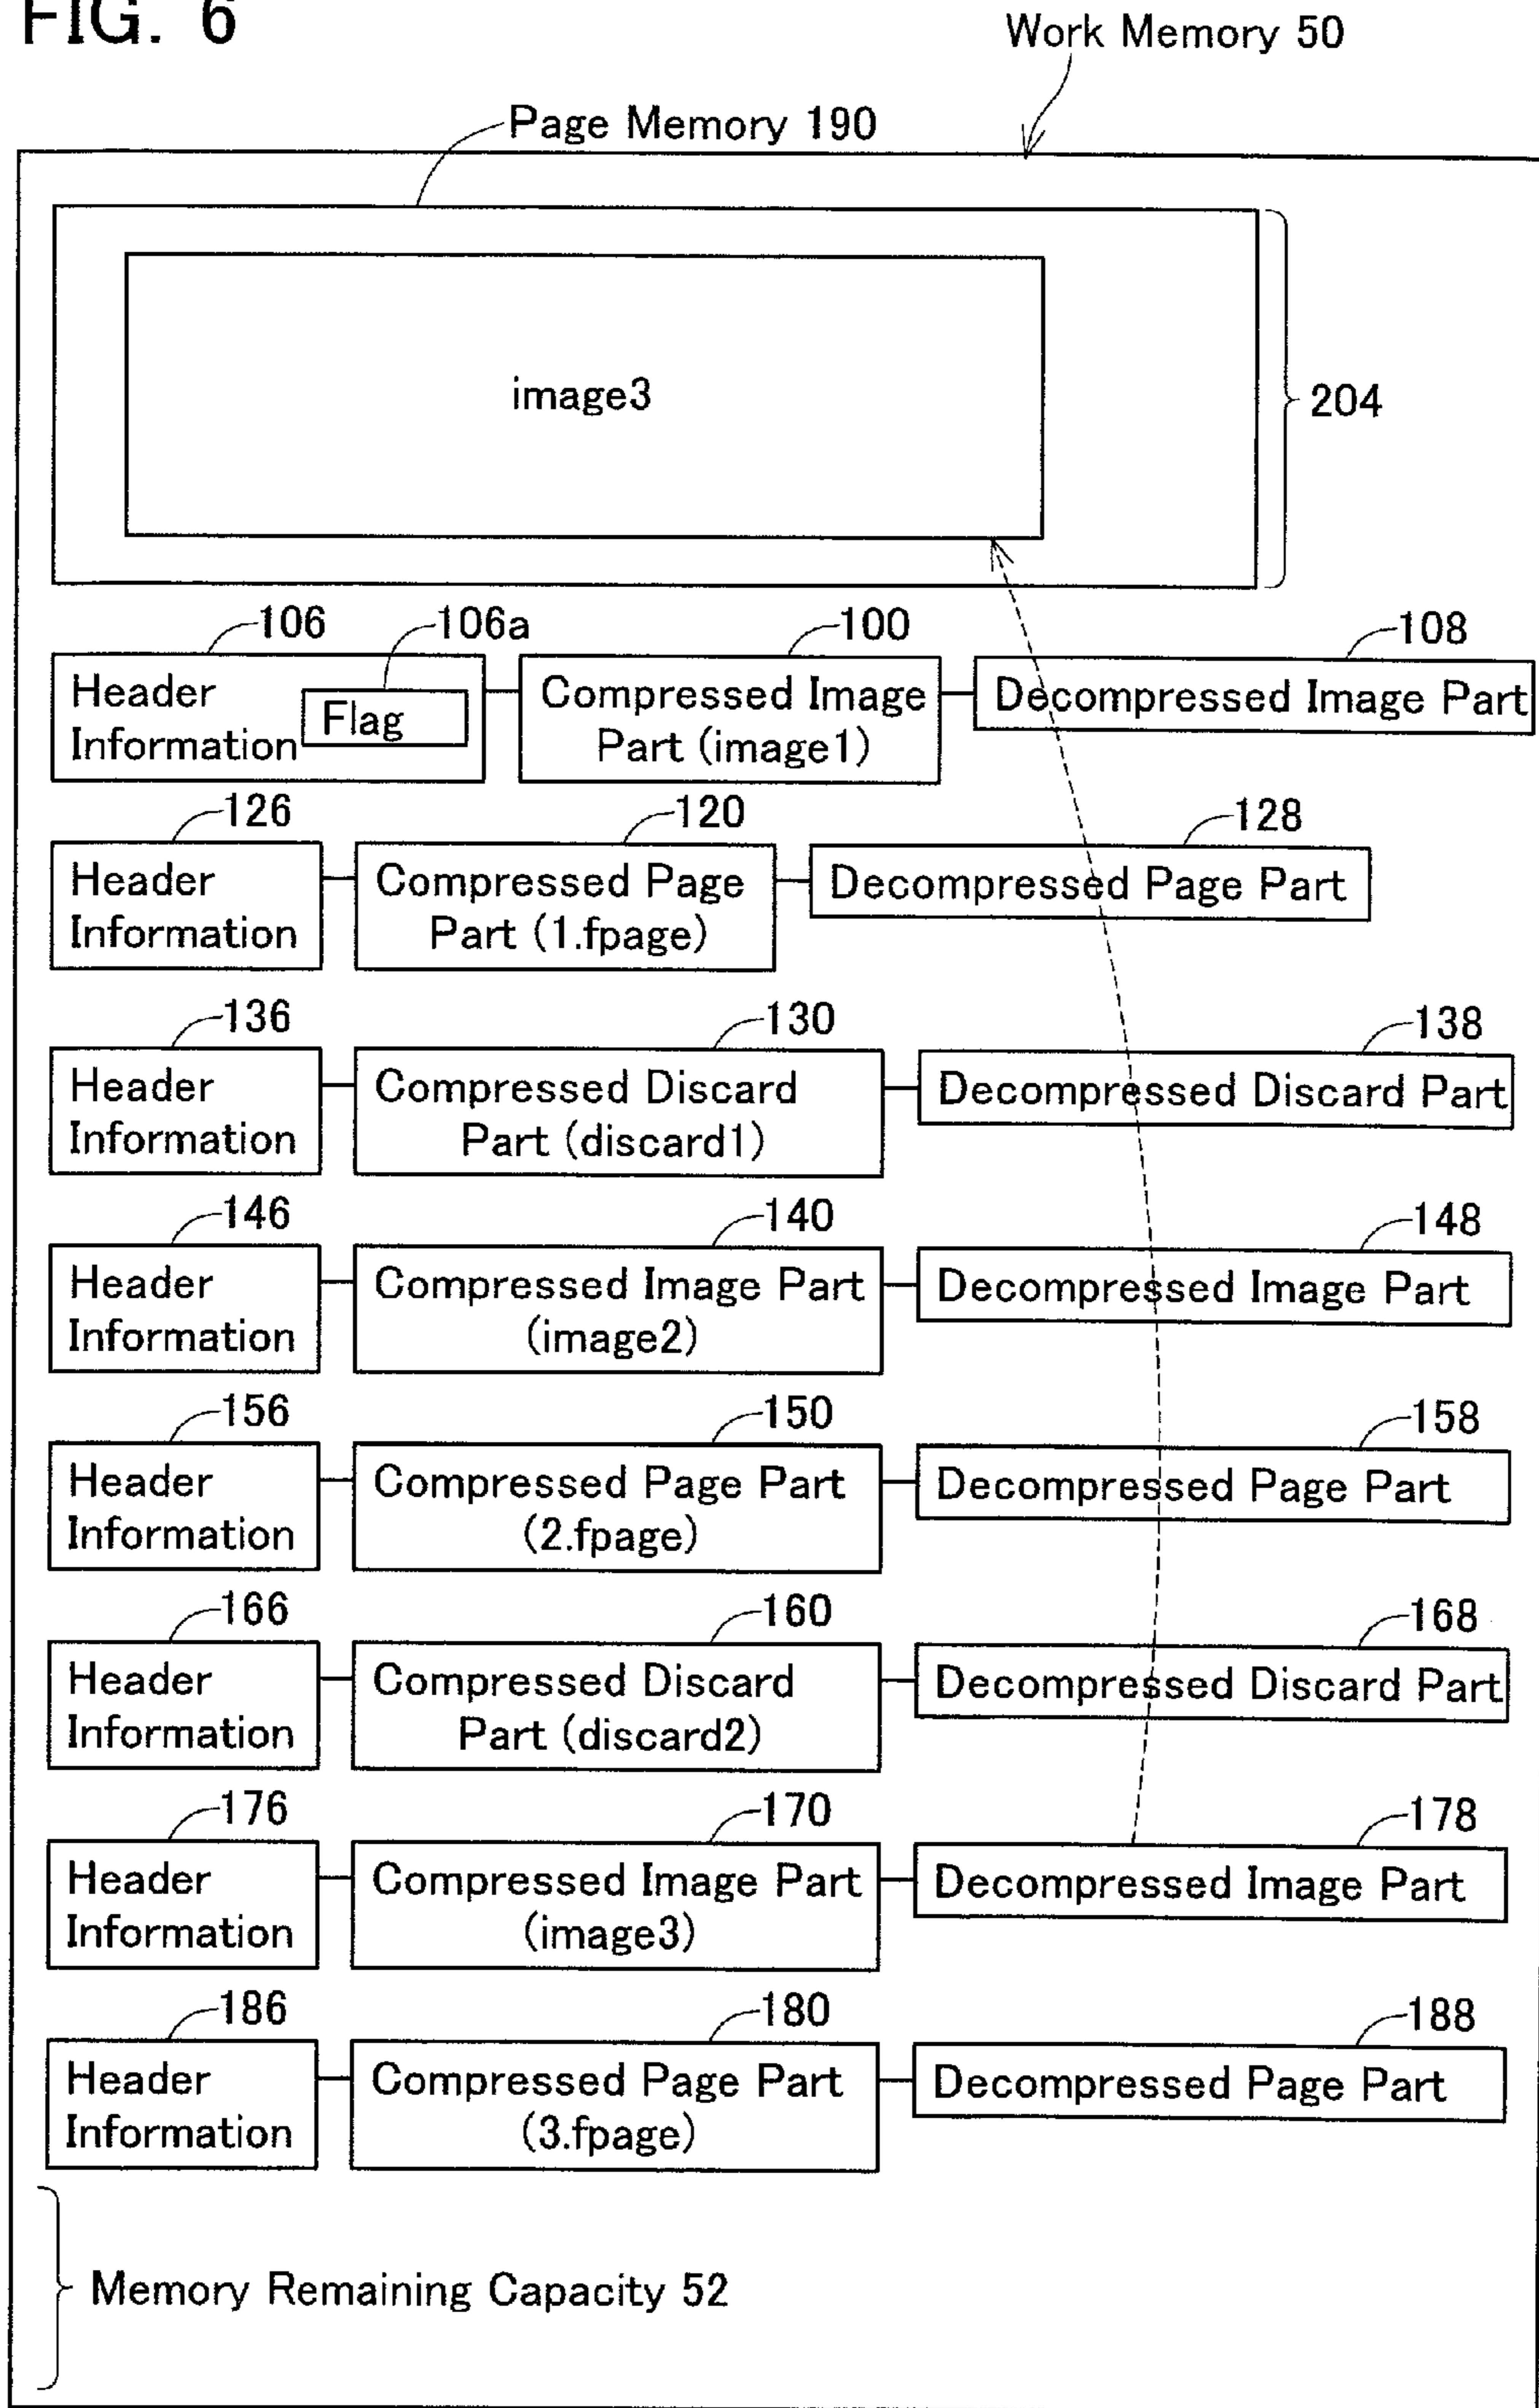 FIG. 6
Work Memory 50
Page Memory 190
image3
204
106
106a
100
108
Header
Information
Flag
Compressed Image
Part (image1)
Decompressed Image Part
126
120
128
Header
Information
Compressed Page
Part (1.fpage)
Decompressed Page Part
136
130
138
Header
Information
Compressed Discard
Part (discard1)
Decompressed Discard Part
146
140
148
Header
Information
Compressed Image Part
(image2)
Decompressed Image Part
156
150
158
Header
Information
Compressed Page Part
(2.fpage)
Decompressed Page Part
166
160
168
Header
Information
Compressed Discard
Part (discard2)
Decompressed Discard Part
176
170
178
Header
Information
Compressed Image Part
(image3)
Decompressed Image Part
186
180
188
Header
Information
Compressed Page Part
(3.fpage)
Decompressed Page Part
Memory Remaining Capacity 52